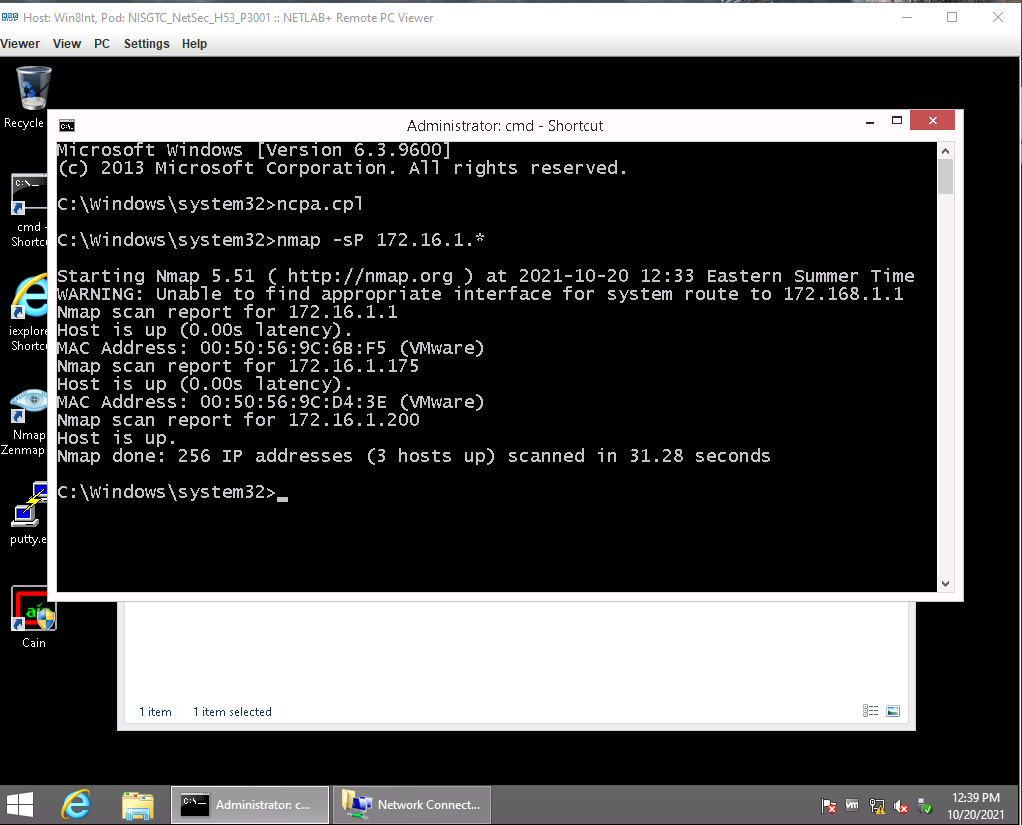 Host: Win8Int, Pod: NISGTC_NetSec_H53_P3001 :: NETLAB+ Remote PC Viewer
Viewer View PC Settings Help
Recycle
Administrator: cmd - Shortcut
Microsoft Windows [Version 6.3.9600]
(c) 2013 Microsoft Corporation. All rights reserved.
C:\Windows\system32>ncpa.cpl
C:\Windows\system32>nmap -sP 172.16.1.*
Starting Nmap 5.51 ( http://nmap.org ) at 2021-10-20 12:33 Eastern Summer Time
WARNING: Unable to find appropriate interface for system route to 172.168.1.1
Nmap scan report for 172.16.1.1
Host is up (0.00s latency).
MAC Address: 00:50:56:9C:6B:F5 (VMware)
Nmap scan report for 172.16.1.175
Host is up (0.00s latency).
MAC Address: 00:50:56:9C:D4:3E (VMware)
Nmap scan report for 172.16.1.200
Host is up.
Nmap done: 256 IP addresses (3 hosts up) scanned in 31.28 seconds
C:\Windows\system32>_
C:\_
cmd -
Shortc
iexplore
Shortc
Nmap
Zenmap
putty.e
Cain
1 item 1 item selected
Administrator: c...
Network Connect...
12:39 PM
10/20/2021